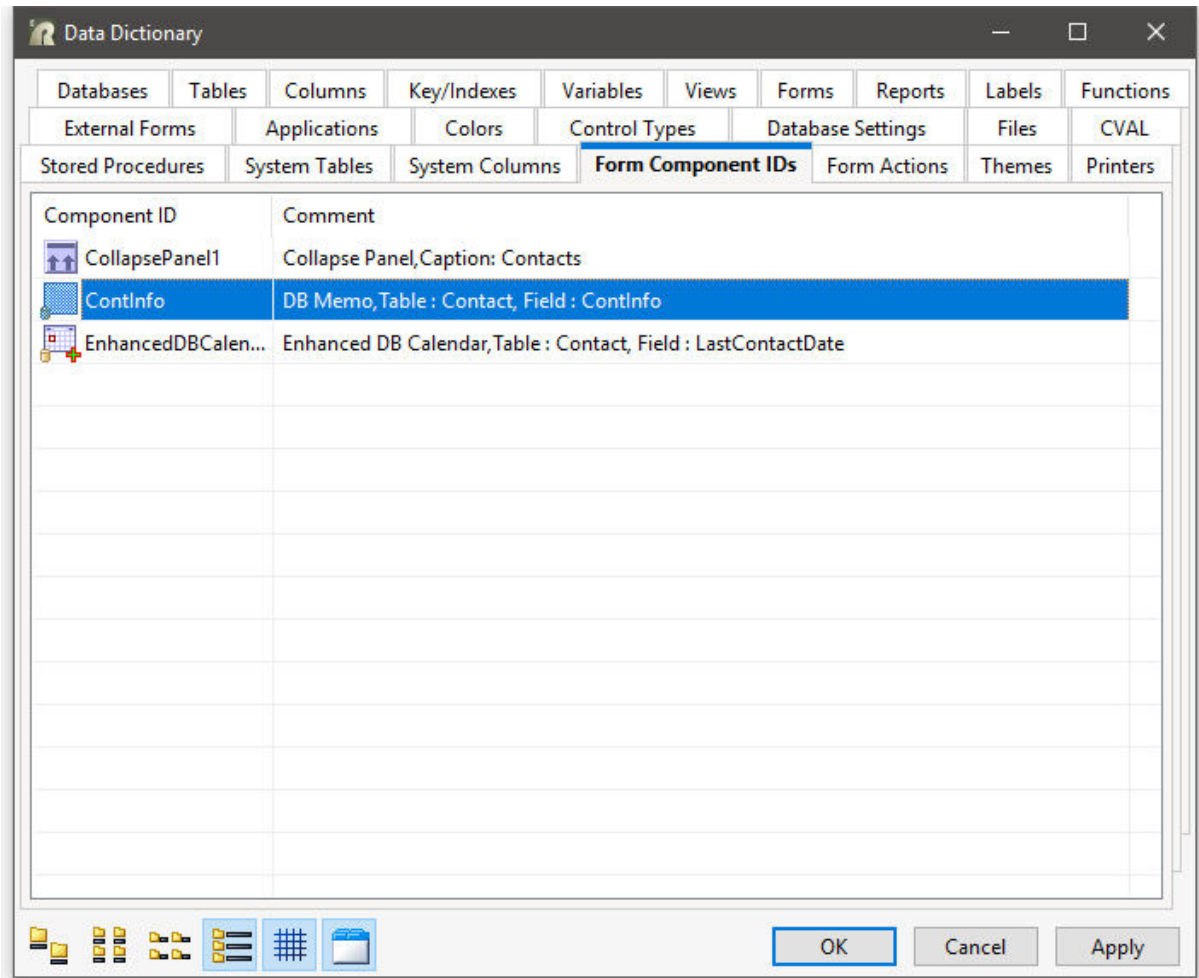 Data Dictionary
Databases Tables Columns Key/Indexes Variables Views Forms Reports Labels Functions
External Forms Applications Colors Control Types Database Settings Files CVAL
Stored Procedures System Tables System Columns Form Component IDs Form Actions Themes Printers
Component ID Comment
CollapsePanel1 Collapse Panel,Caption: Contacts
ContInfo DB Memo,Table : Contact, Field : ContInfo
EnhancedDBCalen... Enhanced DB Calendar,Table : Contact, Field : LastContactDate
OK Cancel Apply